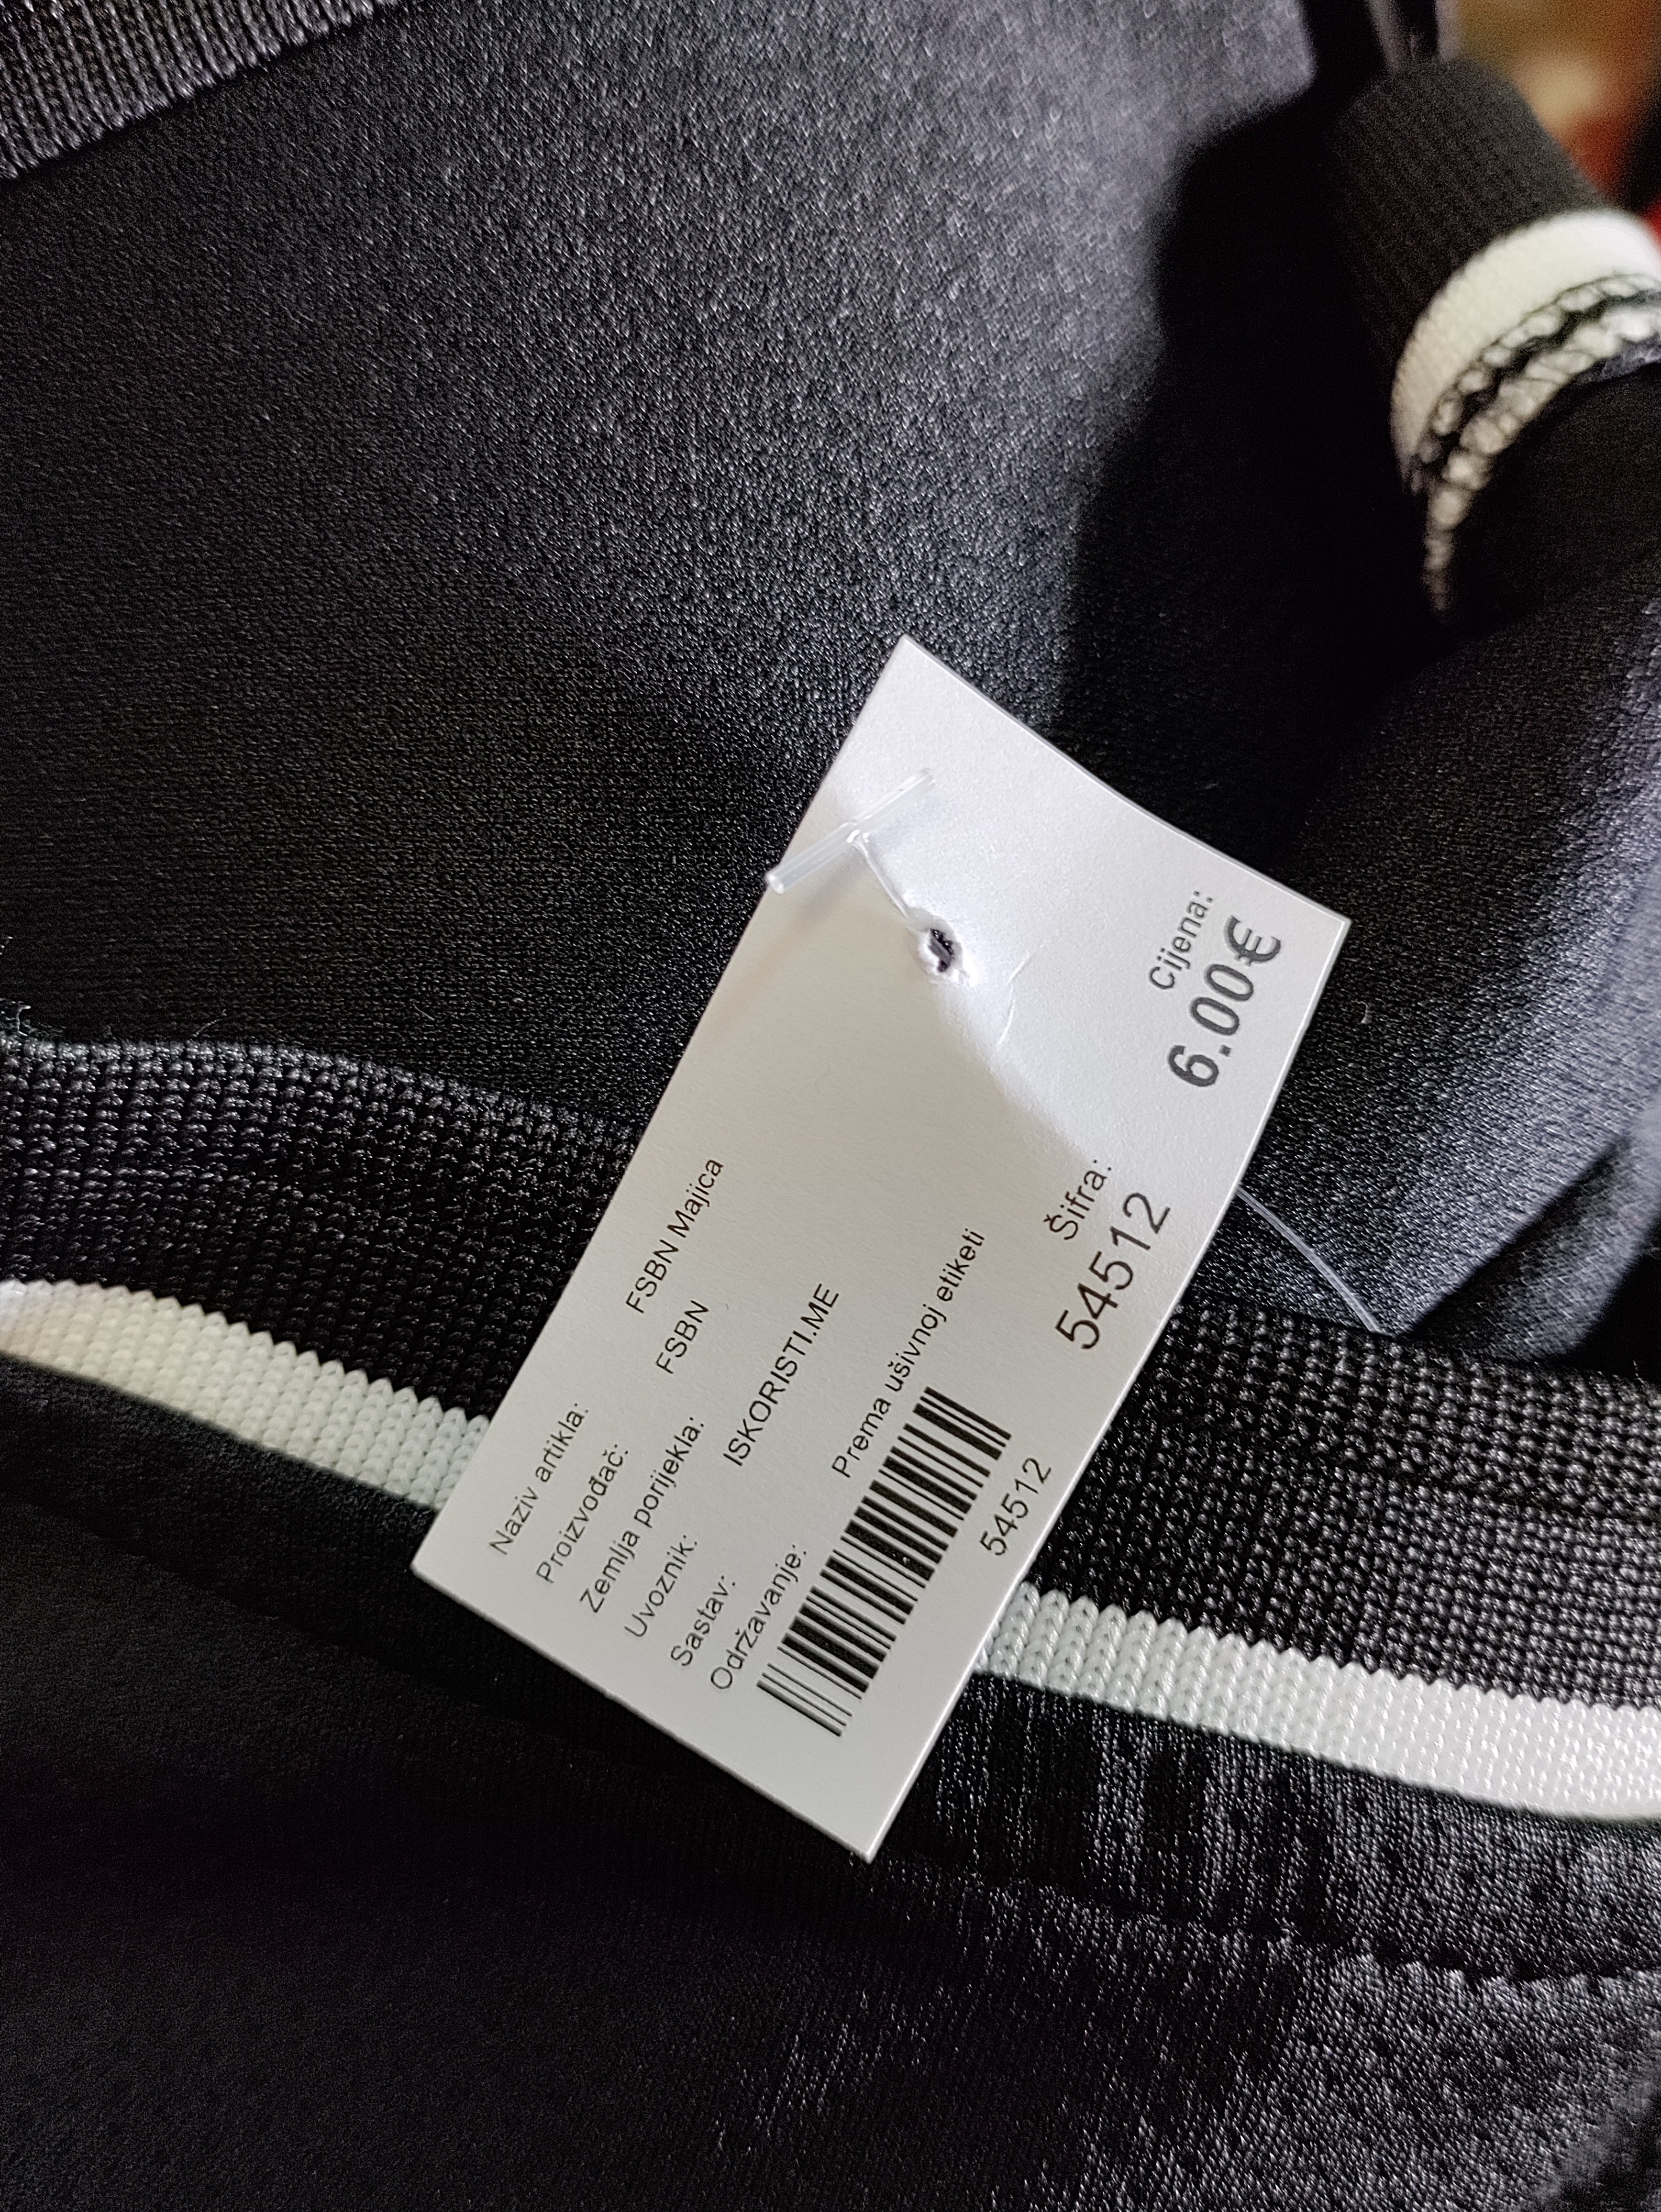 Naziv artikla: FSBN Majica
Proizvođač: FSBN
Zemlja porijekla:
Uvoznik: ISKORISTI.ME
Sastav:
Održavanje: Prema ušivnoj etiketi
54512
Šifra:
54512
Cijena:
6.00€